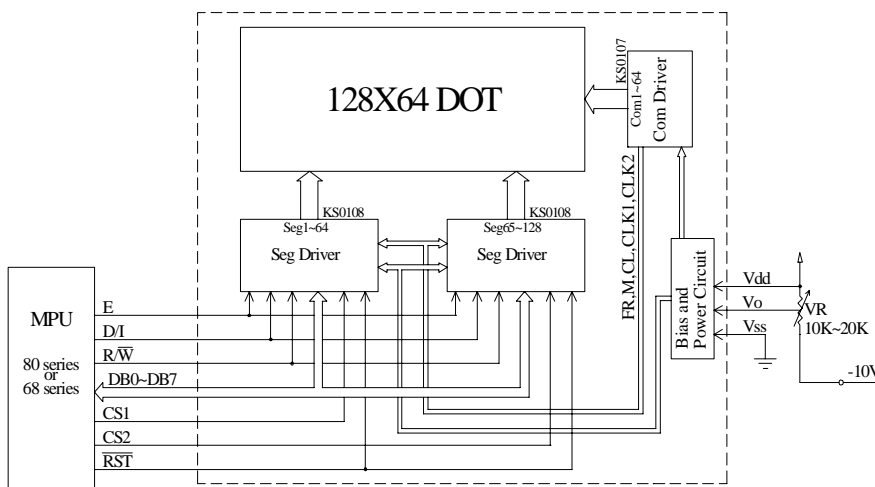 128X64 DOT
KS0107
Com1~64
Com Driver
FR,M,CL,CLK1,CLK2
KS0108
Seg1~64
Seg Driver
KS0108
Seg65~128
Seg Driver
Bias and
Power Circuit
Vdd
Vo
Vss
VR
10K~20K
-10V
MPU
80 series
or
68 series
E
D/I
R/W̅
DB0~DB7
CS1
CS2
R̅S̅T̅